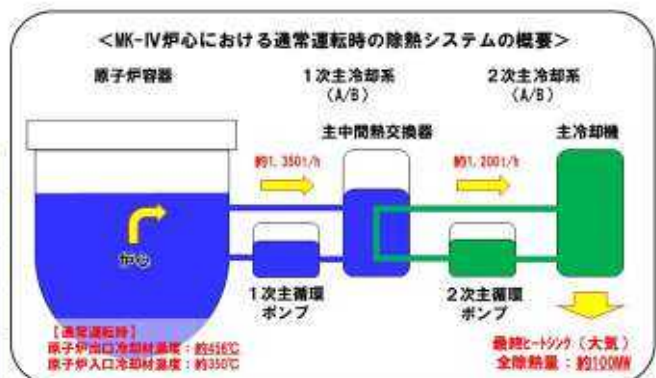 ＜MK-Ⅳ炉心における通常運転時の除熱システムの概要＞
原子炉容器
１次主冷却系
(A/B)
２次主冷却系
(A/B)
主中間熱交換器
主冷却機
約1,350t/h
約1,200t/h
炉心
１次主循環
ポンプ
２次主循環
ポンプ
【通常運転時】
原子炉出口冷却材温度：約456℃
原子炉入口冷却材温度：約350℃
最終ヒートシンク（大気）
全除熱量：約100MW